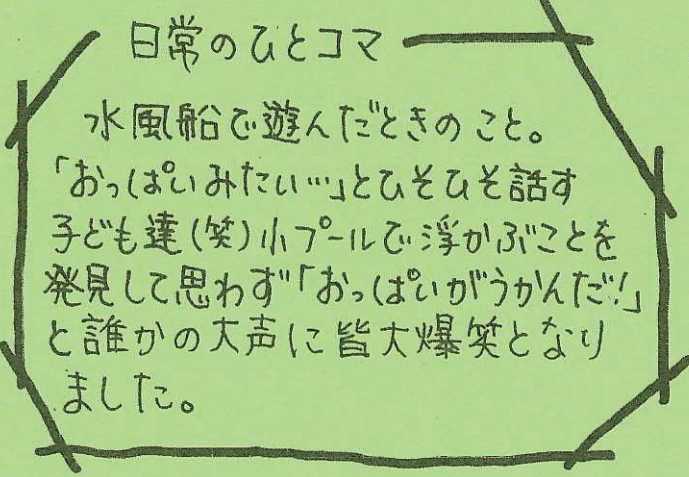 日常のひとコマ
水風船で遊んだときのこと。
「おっぱいみたい…」とひそひそ話す
子ども達(笑)小プールで浮かぶことを
発見して思わず「おっぱいがうかんだ!」
と誰かの大声に皆大爆笑となり
ました。